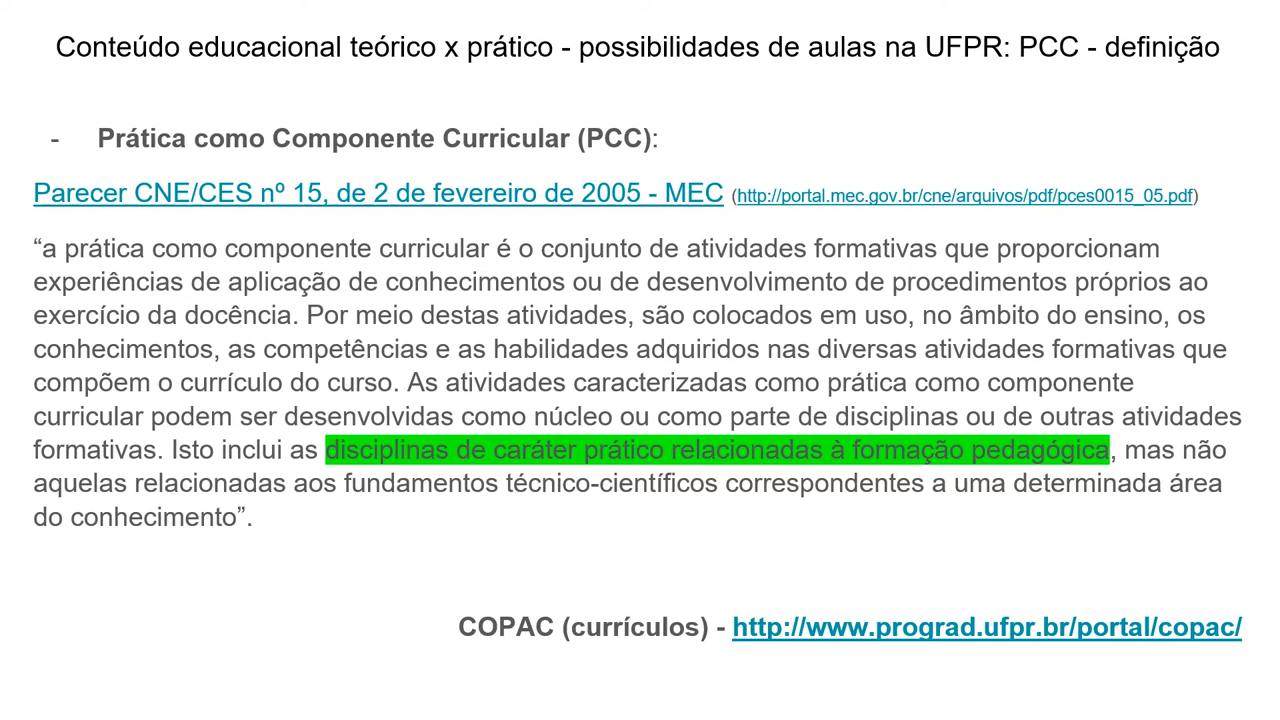 Conteúdo educacional teórico x prático - possibilidades de aulas na UFPR: PCC - definição
- Prática como Componente Curricular (PCC):
Parecer CNE/CES nº 15, de 2 de fevereiro de 2005 - MEC (http://portal.mec.gov.br/cne/arquivos/pdf/pces0015_05.pdf)
“a prática como componente curricular é o conjunto de atividades formativas que proporcionam
experiências de aplicação de conhecimentos ou de desenvolvimento de procedimentos próprios ao
exercício da docência. Por meio destas atividades, são colocados em uso, no âmbito do ensino, os
conhecimentos, as competências e as habilidades adquiridos nas diversas atividades formativas que
compõem o currículo do curso. As atividades caracterizadas como prática como componente
curricular podem ser desenvolvidas como núcleo ou como parte de disciplinas ou de outras atividades
formativas. Isto inclui as disciplinas de caráter prático relacionadas à formação pedagógica, mas não
aquelas relacionadas aos fundamentos técnico-científicos correspondentes a uma determinada área
do conhecimento”.
COPAC (currículos) - http://www.prograd.ufpr.br/portal/copac/